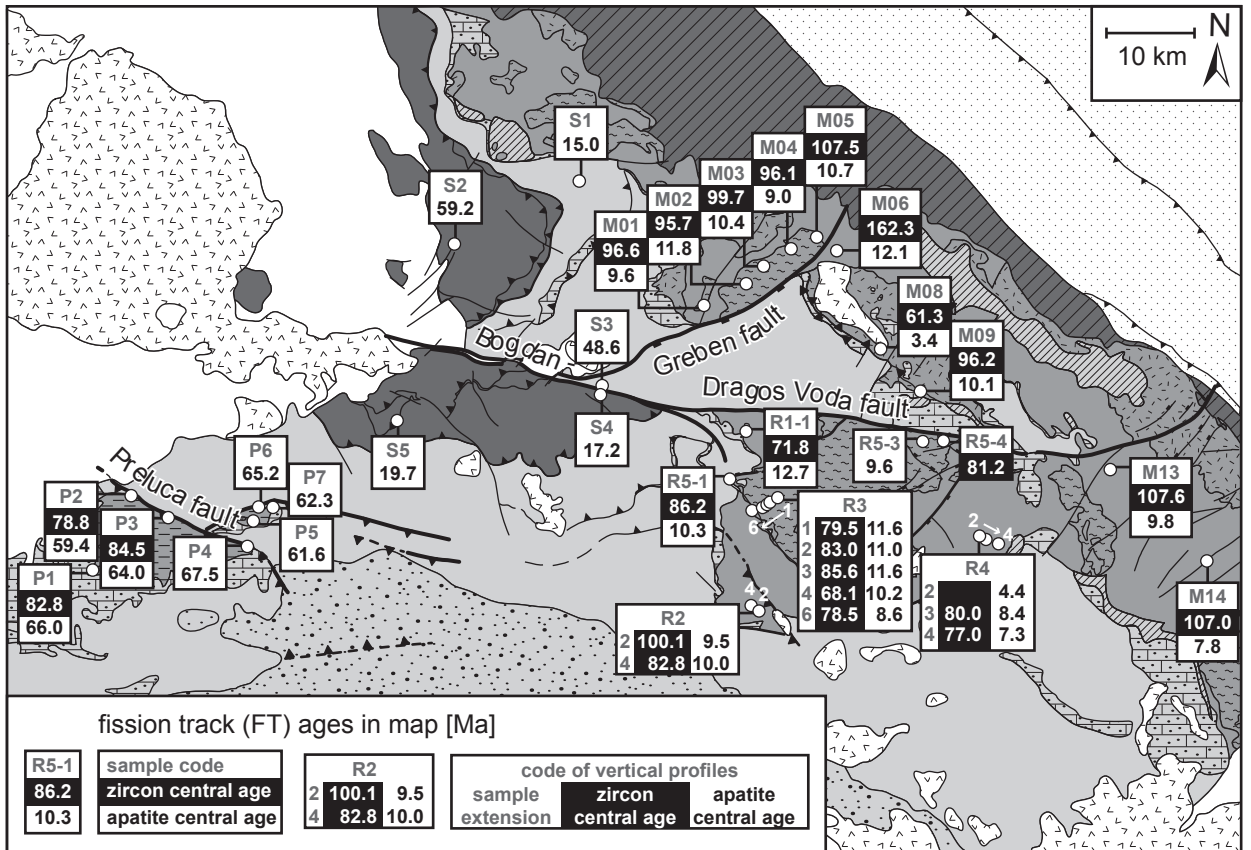 N
10 km
S1
15.0
S2
59.2
M05
107.5
10.7
M04
96.1
9.0
M03
99.7
10.4
M02
95.7
11.8
M01
96.6
9.6
M06
162.3
12.1
M08
61.3
3.4
M09
96.2
10.1
S3
48.6
Bogdan -
Greben fault
Dragos Voda fault
S4
17.2
S5
19.7
R1-1
71.8
12.7
R5-3
9.6
R5-4
81.2
M13
107.6
9.8
M14
107.0
7.8
Preluca fault
P6
65.2
P7
62.3
P2
78.8
59.4
P3
84.5
64.0
P4
67.5
P5
61.6
P1
82.8
66.0
R5-1
86.2
10.3
1
6
R3
1 79.5 11.6
2 83.0 11.0
3 85.6 11.6
4 68.1 10.2
6 78.5 8.6
2 4
R4
2 4.4
3 80.0 8.4
4 77.0 7.3
4 2
R2
2 100.1 9.5
4 82.8 10.0
fission track (FT) ages in map [Ma]
R5-1
86.2
10.3
sample code
zircon central age
apatite central age
R2
2 100.1 9.5
4 82.8 10.0
code of vertical profiles
sample zircon apatite
extension central age central age